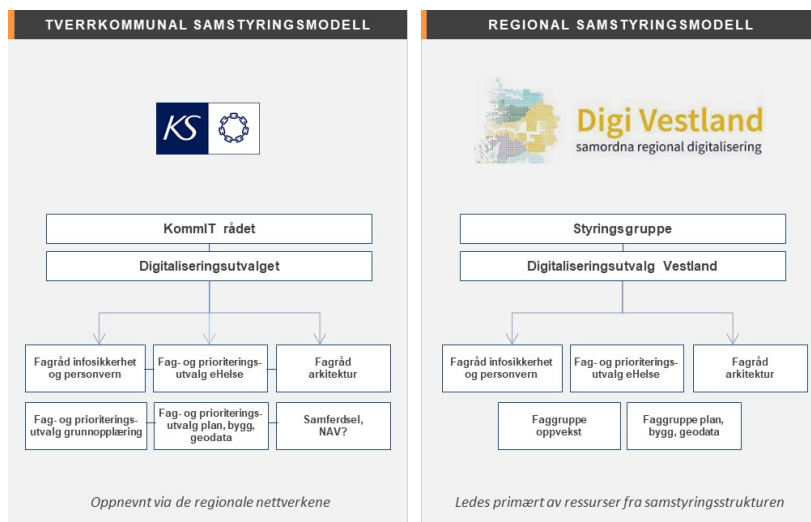 TVERRKOMMUNAL SAMSTYRINGSMODELL
KS
KommIT rådet
Digitaliseringsutvalget
Fagråd infosikkerhet
og personvern
Fag- og prioriterings-
utvalg eHelse
Fagråd
arkitektur
Fag- og prioriterings-
utvalg grunnopplæring
Fag- og prioriterings-
utvalg plan, bygg,
geodata
Samferdsel,
NAV?
Oppnevnt via de regionale nettverkene
REGIONAL SAMSTYRINGSMODELL
Digi Vestland
samordna regional digitalisering
Styringsgruppe
Digitaliseringsutvalg Vestland
Fagråd infosikkerhet
og personvern
Fag- og prioriterings-
utvalg eHelse
Fagråd
arkitektur
Faggruppe
oppvekst
Faggruppe plan,
bygg, geodata
Ledes primært av ressurser fra samstyringsstrukturen